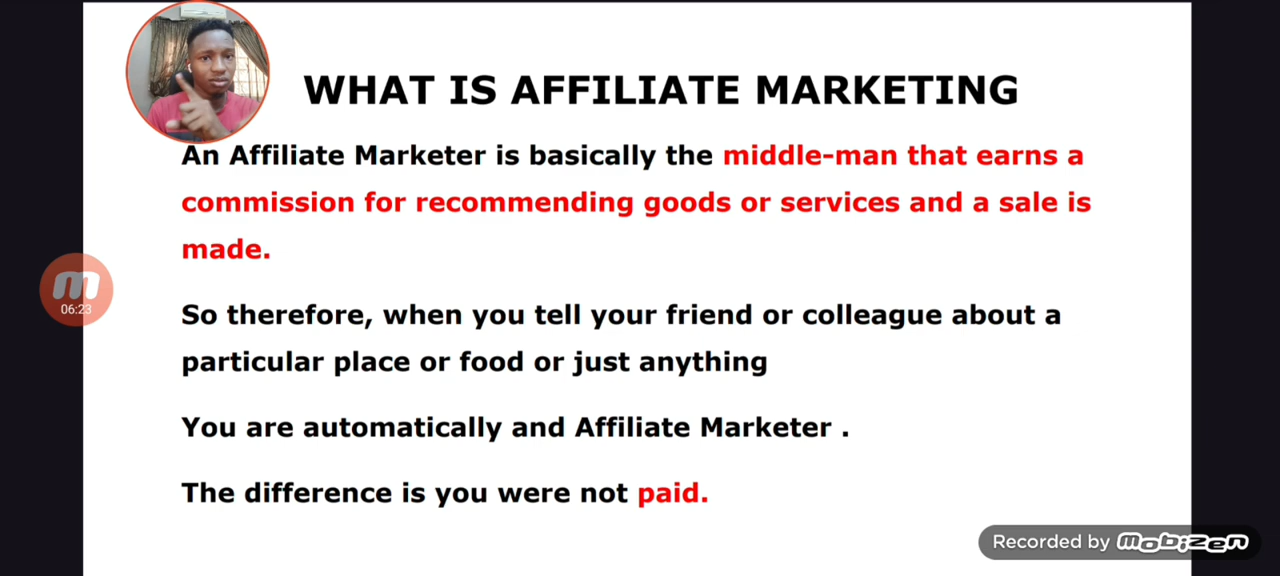 WHAT IS AFFILIATE MARKETING
An Affiliate Marketer is basically the middle-man that earns a
commission for recommending goods or services and a sale is
made.
So therefore, when you tell your friend or colleague about a
particular place or food or just anything
You are automatically and Affiliate Marketer .
The difference is you were not paid.
m
06:23
Recorded by mobizen